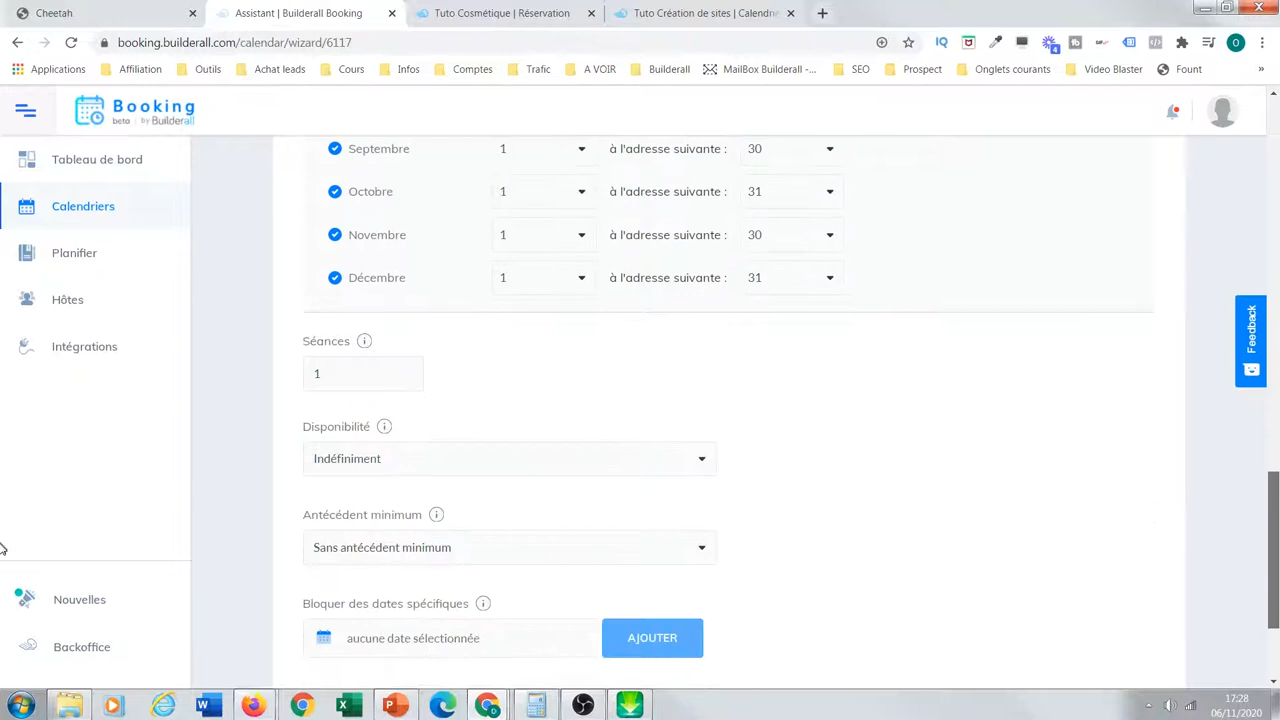 Cheetah
Assistant | Builderall Booking
Tuto Cosmétique | Rése
Tuto Création de sites | Calendri
booking.builderall.com/calendar/wizard/6117
Applications
Affiliation
Outils
Achat leads
Cours
Infos
Comptes
Trafic
A VOIR
Builderall
MailBox Builderall -...
SEO
Prospect
Onglets courants
Video Blaster
Fount
Booking
beta | by Builderall
Tableau de bord
Calendriers
Planifier
Hôtes
Intégrations
Nouvelles
Backoffice
Septembre 1 à l'adresse suivante : 30
Octobre 1 à l'adresse suivante : 31
Novembre 1 à l'adresse suivante : 30
Décembre 1 à l'adresse suivante : 31
Séances
1
Disponibilité
Indéfiniment
Antécédent minimum
Sans antécédent minimum
Bloquer des dates spécifiques
aucune date sélectionnée
AJOUTER
Feedback
17:28
06/11/2020